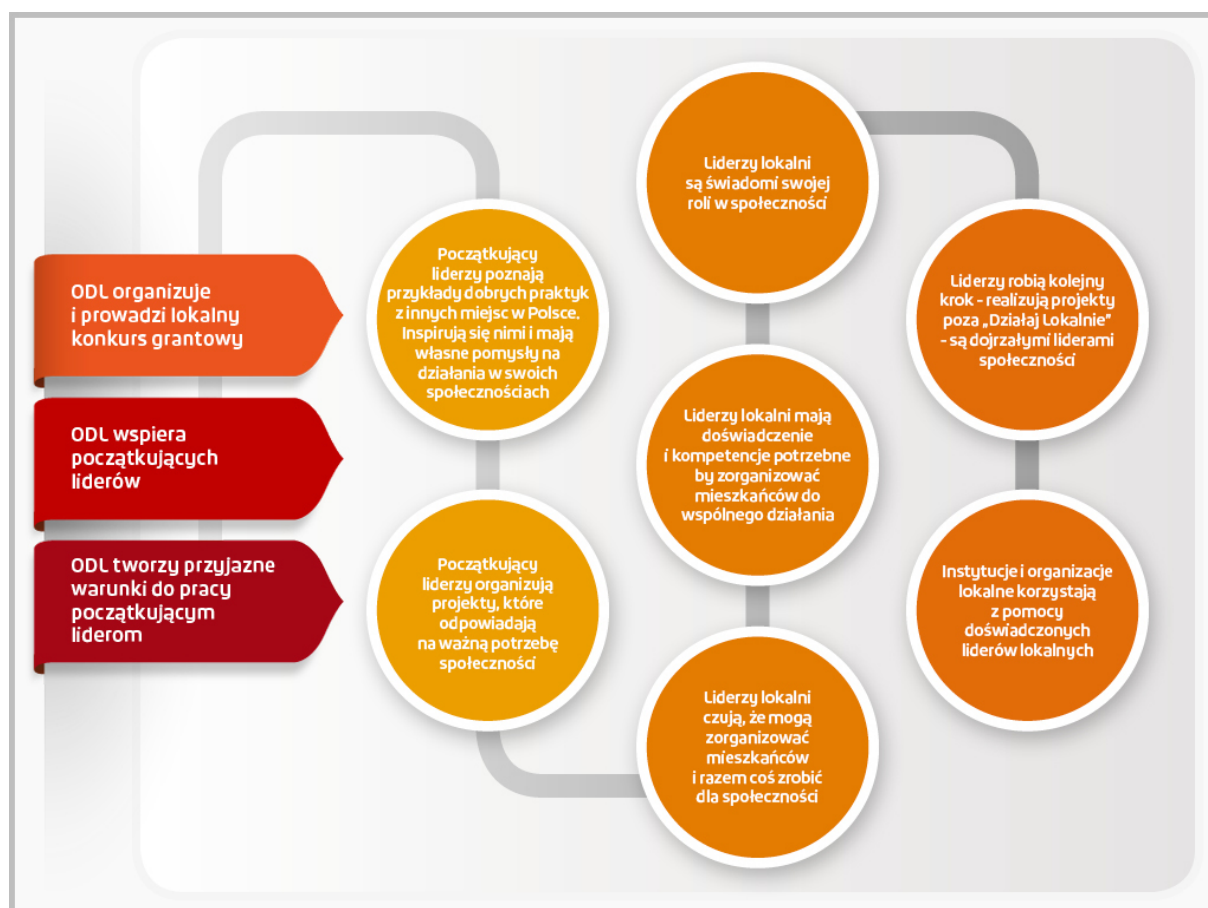 ODL organizuje
i prowadzi lokalny
konkurs grantowy
ODL wspiera
początkujących
liderów
ODL tworzy przyjazne
warunki do pracy
początkującym
liderom
Początkujący
liderzy poznają
przykłady dobrych praktyk
z innych miejsc w Polsce.
Inspirują się nimi i mają
własne pomysły na
działania w swoich
społecznościach
Początkujący
liderzy organizują
projekty, które
odpowiadają
na ważną potrzebę
społeczności
Liderzy lokalni
czują, że mogą
zorganizować
mieszkańców
i razem coś zrobić
dla społeczności
Liderzy lokalni mają
doświadczenie
i kompetencje potrzebne
by zorganizować
mieszkańców do
wspólnego działania
Liderzy lokalni
są świadomi swojej
roli w społeczności
Liderzy robią kolejny
krok - realizują projekty
poza „Działaj Lokalnie”
- są dojrzałymi liderami
społeczności
Instytucje i organizacje
lokalne korzystają
z pomocy
doświadczonych
liderów lokalnych